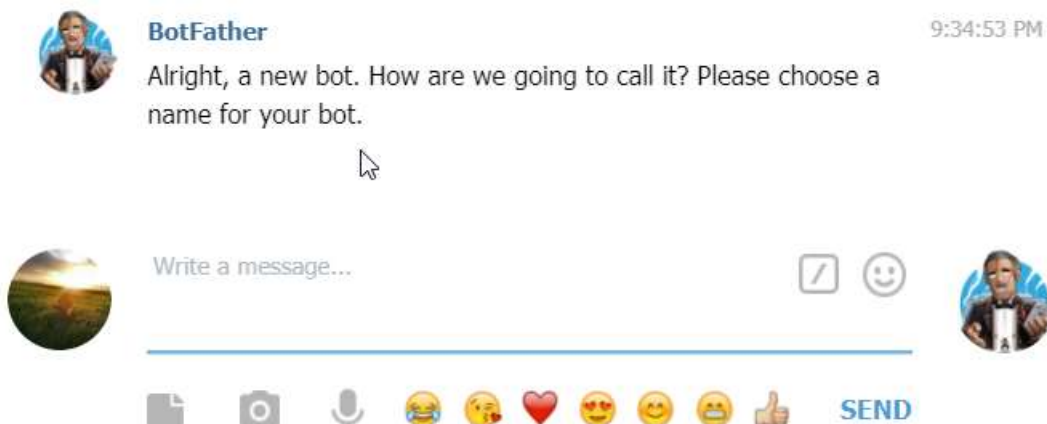 BotFather
9:34:53 PM
Alright, a new bot. How are we going to call it? Please choose a
name for your bot.
Write a message...
SEND